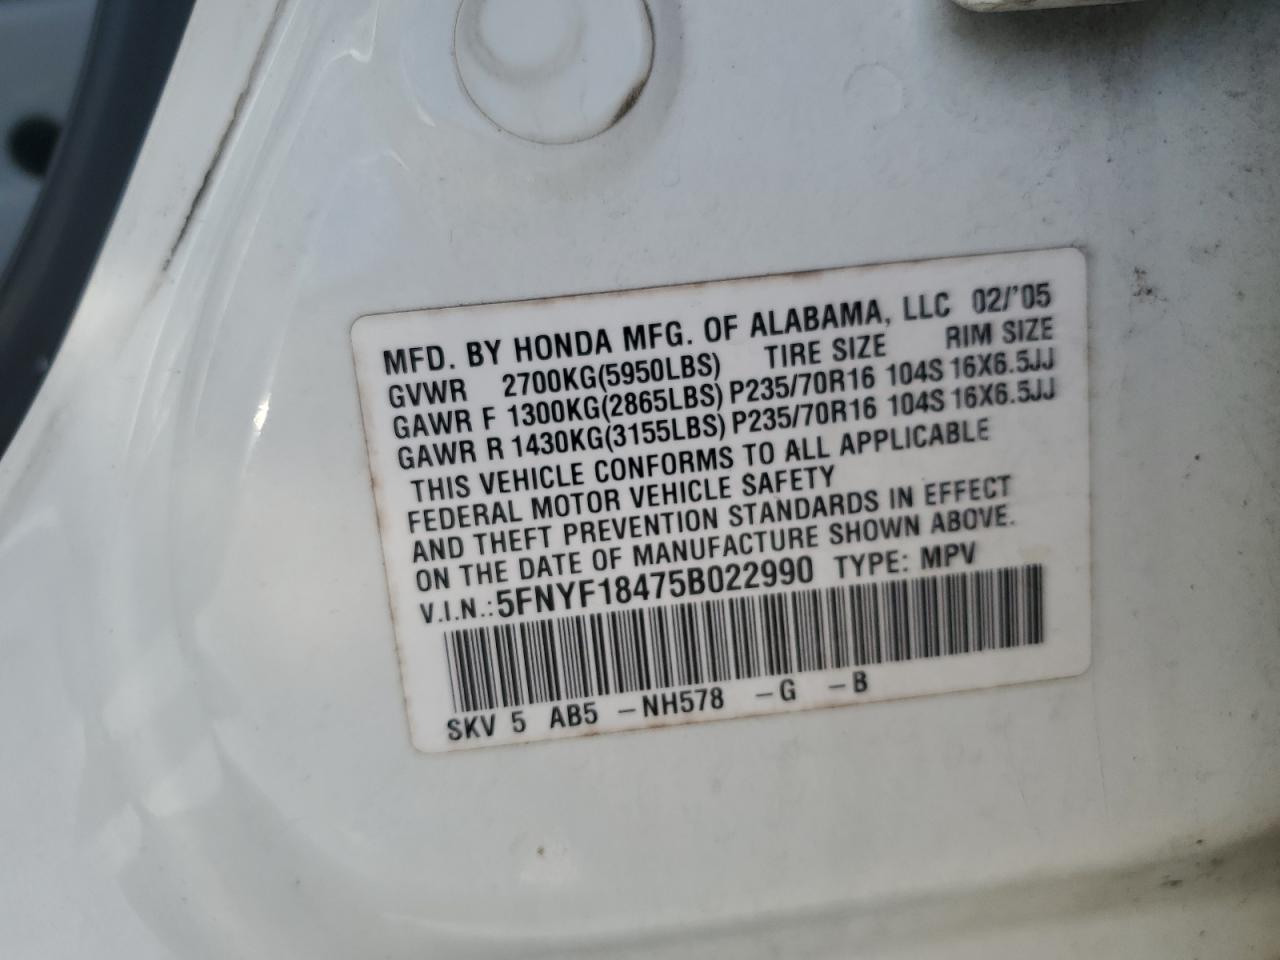 MFD. BY HONDA MFG. OF ALABAMA, LLC 02/'05
GVWR 2700KG(5950LBS) TIRE SIZE RIM SIZE
GAWR F 1300KG(2865LBS) P235/70R16 104S 16X6.5JJ
GAWR R 1430KG(3155LBS) P235/70R16 104S 16X6.5JJ
THIS VEHICLE CONFORMS TO ALL APPLICABLE
FEDERAL MOTOR VEHICLE SAFETY
AND THEFT PREVENTION STANDARDS IN EFFECT
ON THE DATE OF MANUFACTURE SHOWN ABOVE.
V.I.N.: 5FNYF18475B022990 TYPE: MPV
SKV 5 AB5 -NH578 -G -B